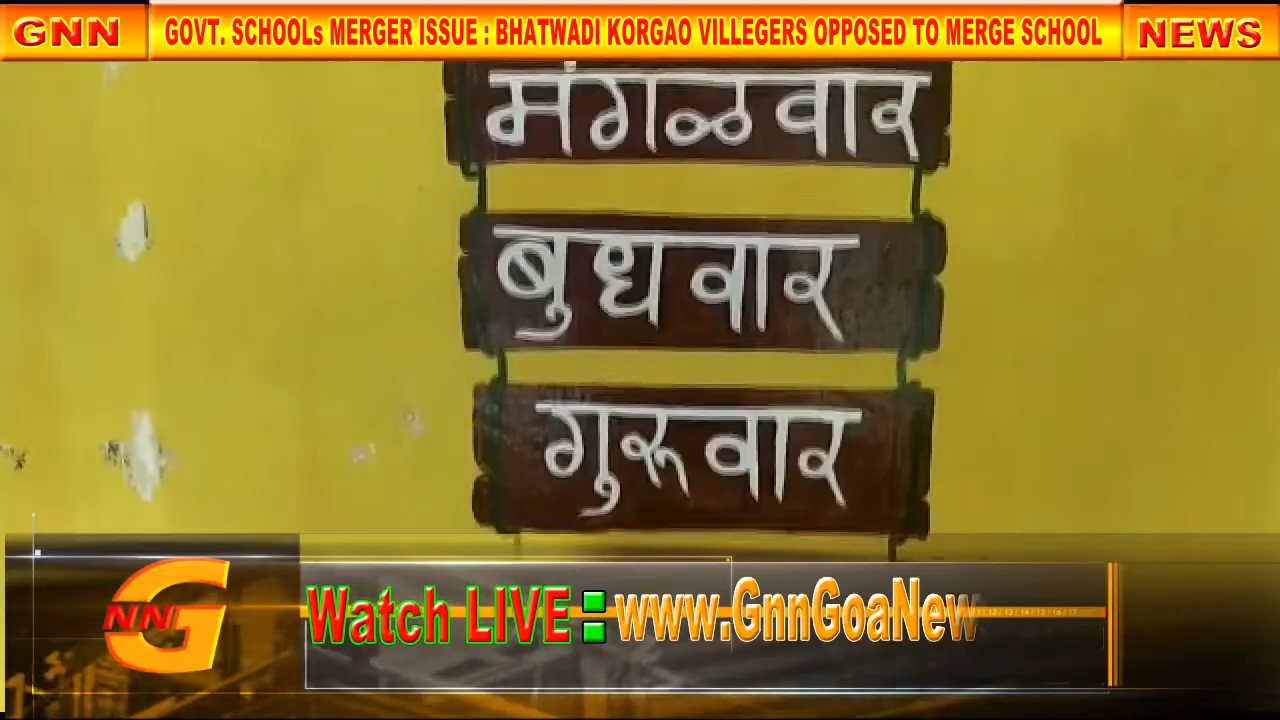 GNN
GOVT. SCHOOLs MERGER ISSUE : BHATWADI KORGAO VILLEGERS OPPOSED TO MERGE SCHOOL
NEWS
मंगळवार
बुधवार
गुरूवार
NNG
Watch LIVE : www.GnnGoaNew